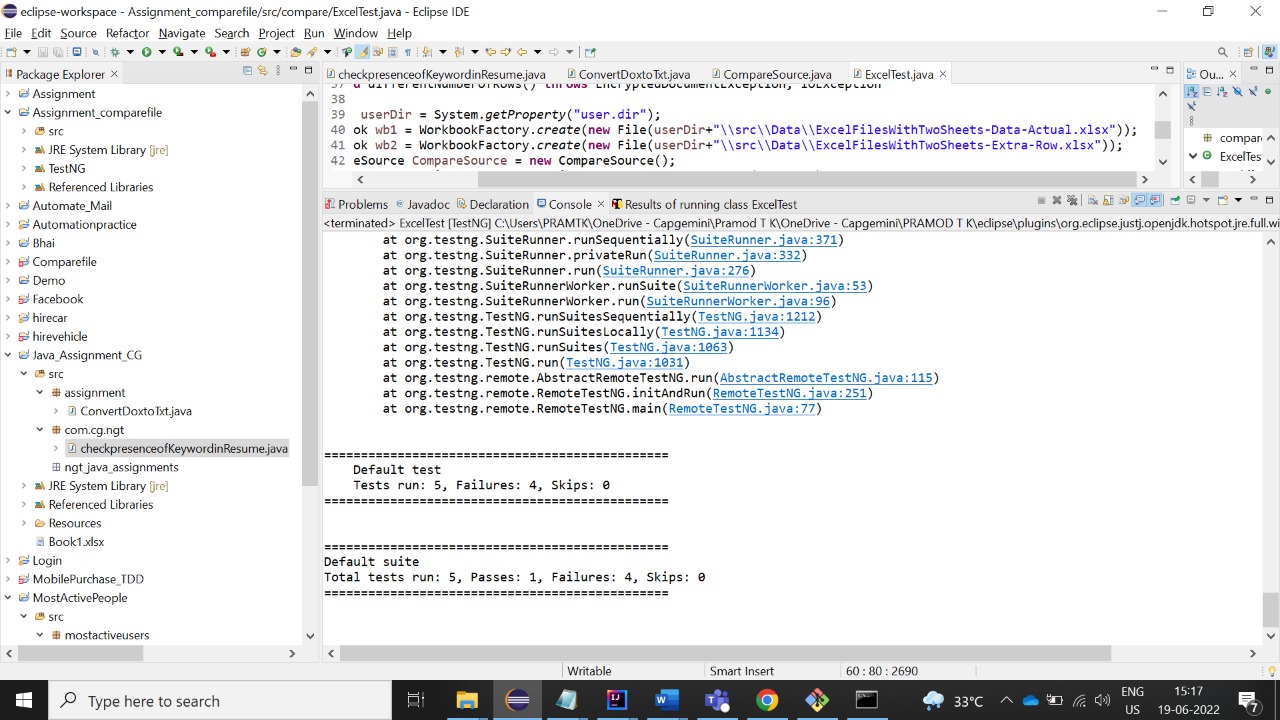 eclipse-workspace - Assignment_comparefile/src/compare/ExcelTest.java - Eclipse IDE
File Edit Source Refactor Navigate Search Project Run Window Help
Package Explorer
Assignment
Assignment_comparefile
src
JRE System Library [jre]
TestNG
Referenced Libraries
Automate_Mail
Automationpractice
Bhai
Comparefile
Demo
Facebook
hirecar
hirevehicle
Java_Assignment_CG
src
assignment
ConvertDoxtoTxt.java
com.cg.ngt
checkpresenceofKeywordinResume.java
ngt_java_assignments
JRE System Library [jre]
Referenced Libraries
Resources
Book1.xlsx
Login
MobilePurchase_TDD
MostActivePeople
src
mostactiveusers
checkpresenceofKeywordinResume.java ConvertDoxtoTxt.java CompareSource.java ExcelTest.java
37 d differentNumberOfRows() throws EncryptedDocumentException, IOException
38
39 userDir = System.getProperty("user.dir");
40 ok wb1 = WorkbookFactory.create(new File(userDir+"\\src\\Data\\ExcelFilesWithTwoSheets-Data-Actual.xlsx"));
41 ok wb2 = WorkbookFactory.create(new File(userDir+"\\src\\Data\\ExcelFilesWithTwoSheets-Extra-Row.xlsx"));
42 eSource CompareSource = new CompareSource();
Ou...
compar
ExcelTes
Problems Javadoc Declaration Console Results of running class ExcelTest
<terminated> ExcelTest [TestNG] C:\Users\PRAMTK\OneDrive - Capgemini\Pramod T K\OneDrive - Capgemini\PRAMOD T K\eclipse\plugins\org.eclipse.justj.openjdk.hotspot.jre.full.wi
at org.testng.SuiteRunner.runSequentially(SuiteRunner.java:371)
at org.testng.SuiteRunner.privateRun(SuiteRunner.java:332)
at org.testng.SuiteRunner.run(SuiteRunner.java:276)
at org.testng.SuiteRunnerWorker.runSuite(SuiteRunnerWorker.java:53)
at org.testng.SuiteRunnerWorker.run(SuiteRunnerWorker.java:96)
at org.testng.TestNG.runSuitesSequentially(TestNG.java:1212)
at org.testng.TestNG.runSuitesLocally(TestNG.java:1134)
at org.testng.TestNG.runSuites(TestNG.java:1063)
at org.testng.TestNG.run(TestNG.java:1031)
at org.testng.remote.AbstractRemoteTestNG.run(AbstractRemoteTestNG.java:115)
at org.testng.remote.RemoteTestNG.initAndRun(RemoteTestNG.java:251)
at org.testng.remote.RemoteTestNG.main(RemoteTestNG.java:77)
===============================================
Default test
Tests run: 5, Failures: 4, Skips: 0
===============================================
===============================================
Default suite
Total tests run: 5, Passes: 1, Failures: 4, Skips: 0
===============================================
Writable Smart Insert 60 : 80 : 2690
Type here to search
33°C
ENG
US
15:17
19-06-2022
7